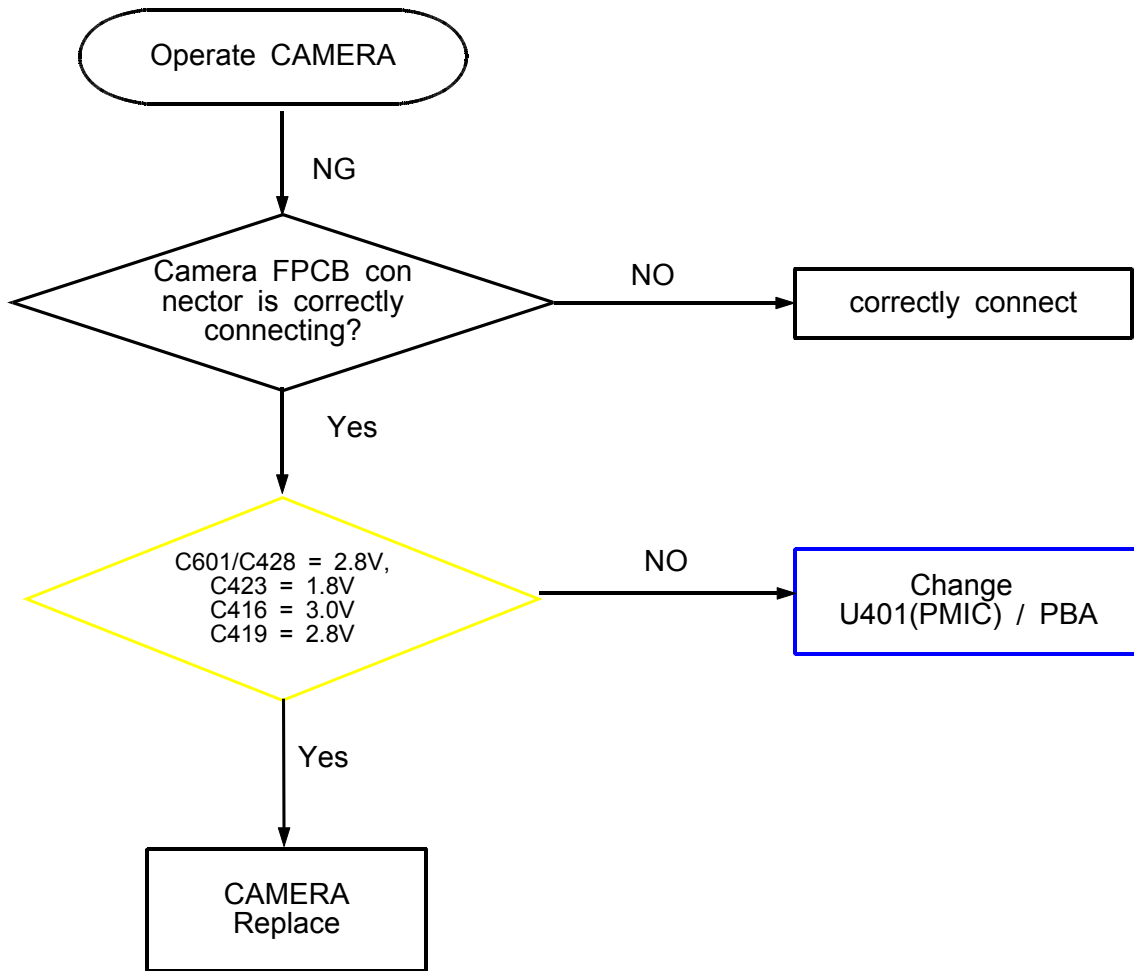 Operate CAMERA
NG
Camera FPCB con
nector is correctly
connecting?
NO
correctly connect
Yes
C601/C428 = 2.8V,
C423 = 1.8V
C416 = 3.0V
C419 = 2.8V
NO
Change
U401(PMIC) / PBA
Yes
CAMERA
Replace